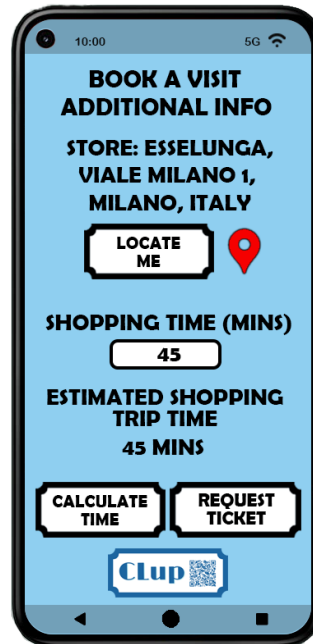 10:00 5G
BOOK A VISIT
ADDITIONAL INFO
STORE: ESSELUNGA,
VIALE MILANO 1,
MILANO, ITALY
LOCATE
ME
SHOPPING TIME (MINS)
45
ESTIMATED SHOPPING
TRIP TIME
45 MINS
CALCULATE
TIME
REQUEST
TICKET
CLup